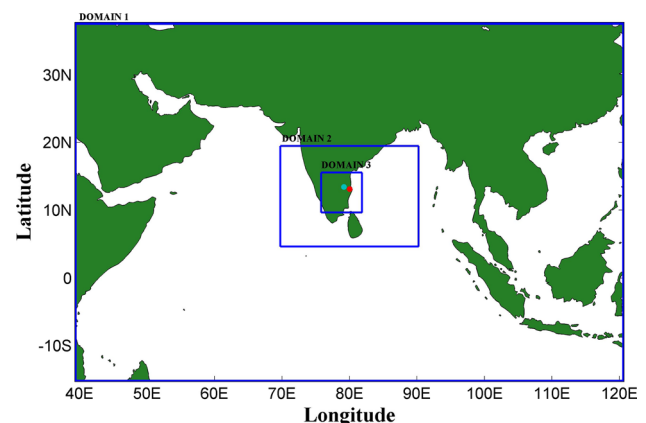 DOMAIN 1
30N
DOMAIN 2
20N
DOMAIN 3
10N
0
-10S
Latitude
40E 50E 60E 70E 80E 90E 100E 110E 120E
Longitude